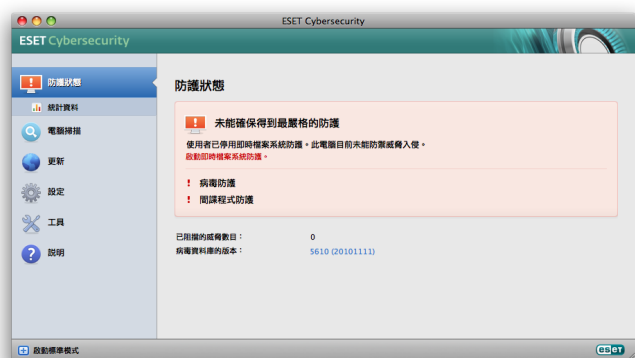 ESET Cybersecurity
ESET Cybersecurity
防護狀態
統計資料
電腦掃描
更新
設定
工具
説明
防護狀態
未能確保得到最嚴格的防護
使用者已停用即時檔案系統防護。此電腦目前未能防禦威脅入侵。
啟動即時檔案系統防護。
! 病毒防護
! 間諜程式防護
已阻擋的威脅數目： 0
病毒資料庫的版本： 5610 (20101111)
啟動標準模式
eset